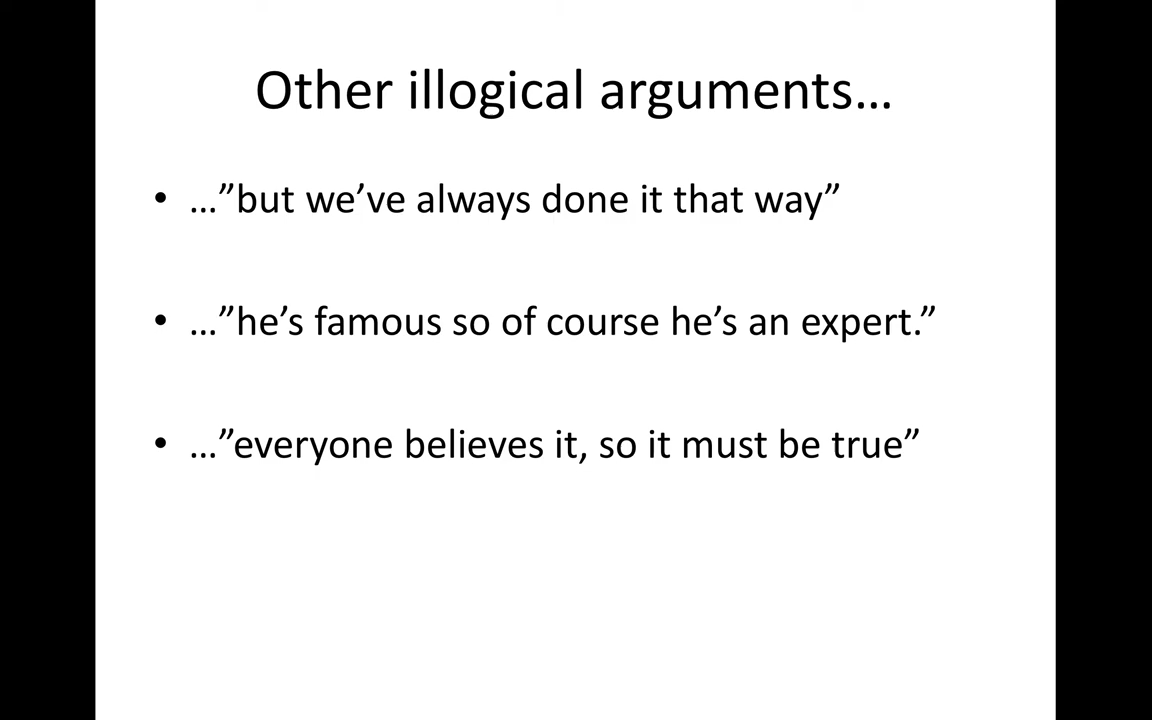 Other illogical arguments…
• …”but we’ve always done it that way”
• …”he’s famous so of course he’s an expert.”
• …”everyone believes it, so it must be true”